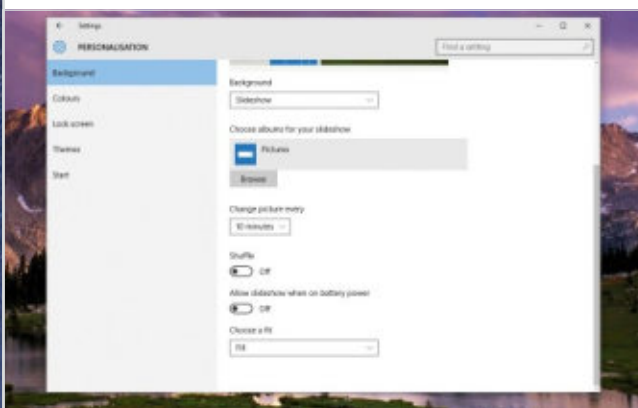 Settings
PERSONALISATION
Find a setting
Background
Colours
Lock screen
Themes
Start
Background
Slideshow
Choose albums for your slideshow
Pictures
Browse
Change picture every
10 minutes
Shuffle
Off
Allow slideshow when on battery power
Off
Choose a fit
Fill